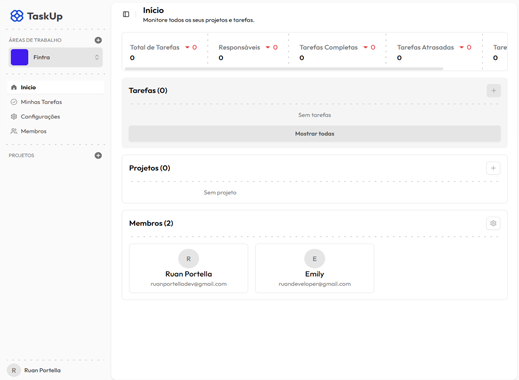 TaskUp
ÁREAS DE TRABALHO
Fintra
Início
Minhas Tarefas
Configurações
Membros
PROJETOS
Ruan Portella
Início
Monitore todos os seus projetos e tarefas.
Total de Tarefas 0
0
Responsáveis 0
0
Tarefas Completas 0
0
Tarefas Atrasadas 0
0
Tare
0
Tarefas (0)
Sem tarefas
Mostrar todas
Projetos (0)
Sem projeto
Membros (2)
R
Ruan Portella
ruanportelladev@gmail.com
E
Emily
ruandeveloper@gmail.com
R